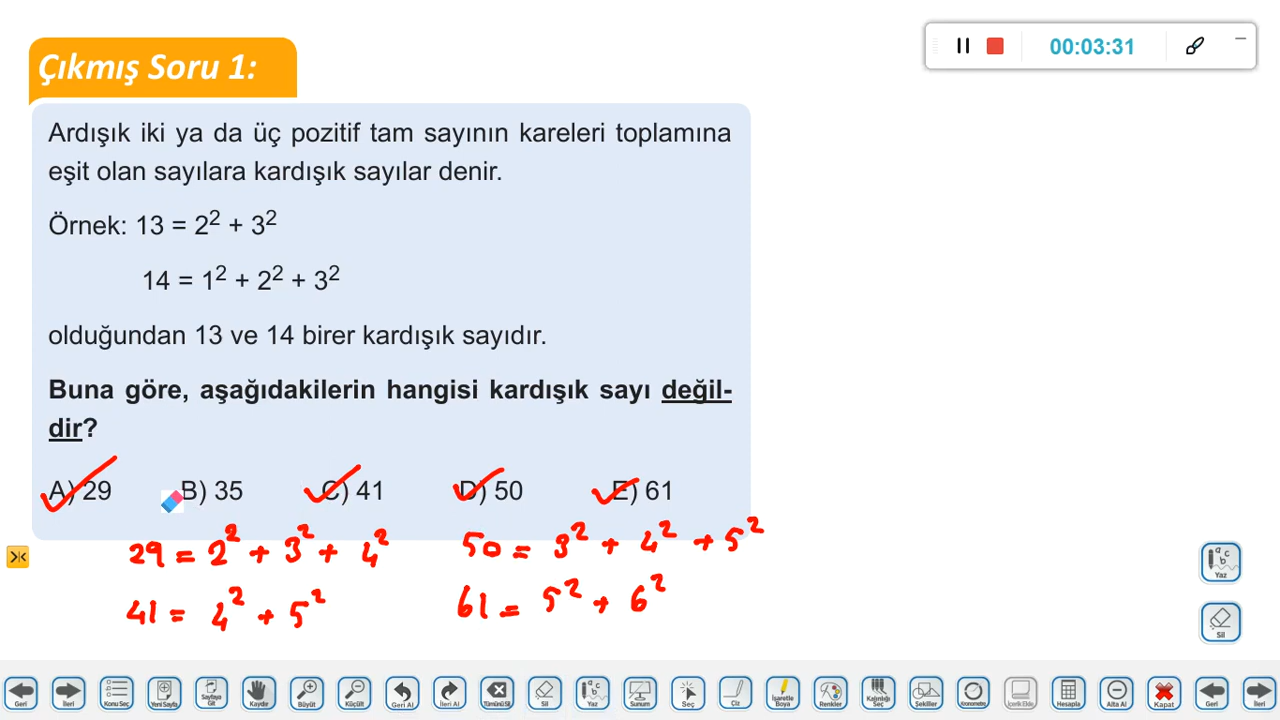 Çıkmış Soru 1:
00:03:31
Ardışık iki ya da üç pozitif tam sayının kareleri toplamına
eşit olan sayılara kardışık sayılar denir.
Örnek: 13 = 2² + 3²
14 = 1² + 2² + 3²
olduğundan 13 ve 14 birer kardışık sayıdır.
Buna göre, aşağıdakilerin hangisi kardışık sayı değil-
dir?
A) 29 B) 35 C) 41 D) 50 E) 61
29 = 2² + 3² + 4² 50 = 3² + 4² + 5²
41 = 4² + 5² 61 = 5² + 6²
a b c
Yaz
Sil
Geri İleri Konu Seç Yeni Sayfa Sayfaya Git Kaydır Büyüt Küçült Geri Al İleri Al Tümünü Sil Sil Yaz Sunum Seç Çiz İşaretle Boya Renkler Kalınlığı Seç Şekiller Kronometre İçerik Ekle Hesapla Alta Al Kapat Geri İleri